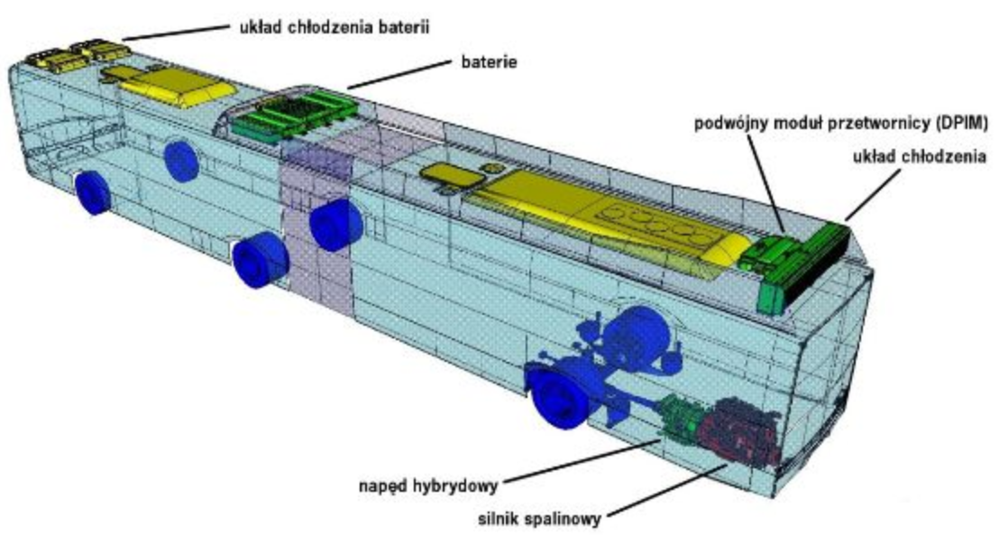 układ chłodzenia baterii
baterie
podwójny moduł przetwornicy (DPIM)
układ chłodzenia
napęd hybrydowy
silnik spalinowy